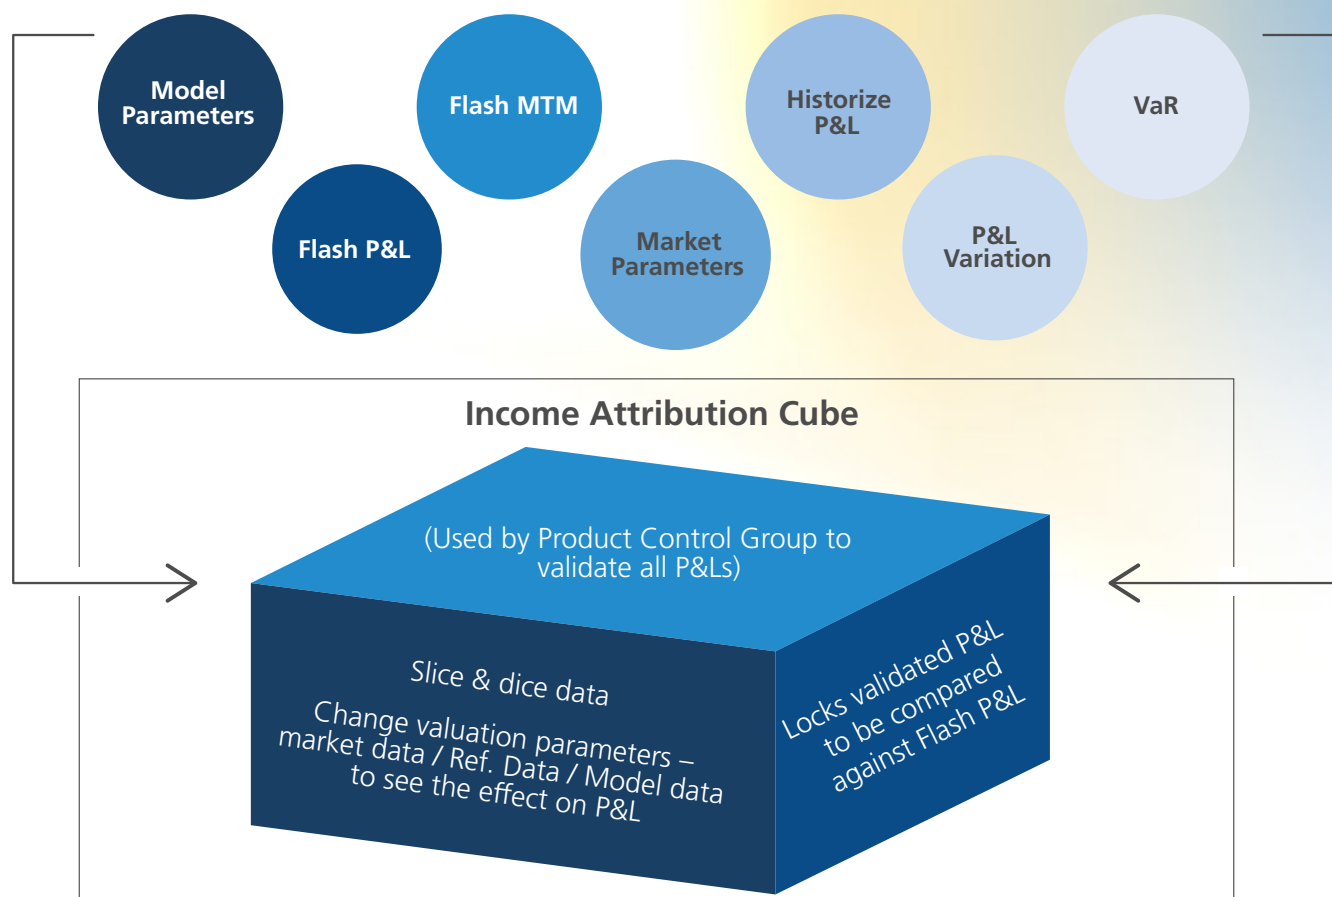 Model
Parameters
Flash MTM
Historize
P&L
VaR
Flash P&L
Market
Parameters
P&L
Variation
Income Attribution Cube
(Used by Product Control Group to
validate all P&Ls)
Slice & dice data
Change valuation parameters –
market data / Ref. Data / Model data
to see the effect on P&L
Locks validated P&L
to be compared
against Flash P&L